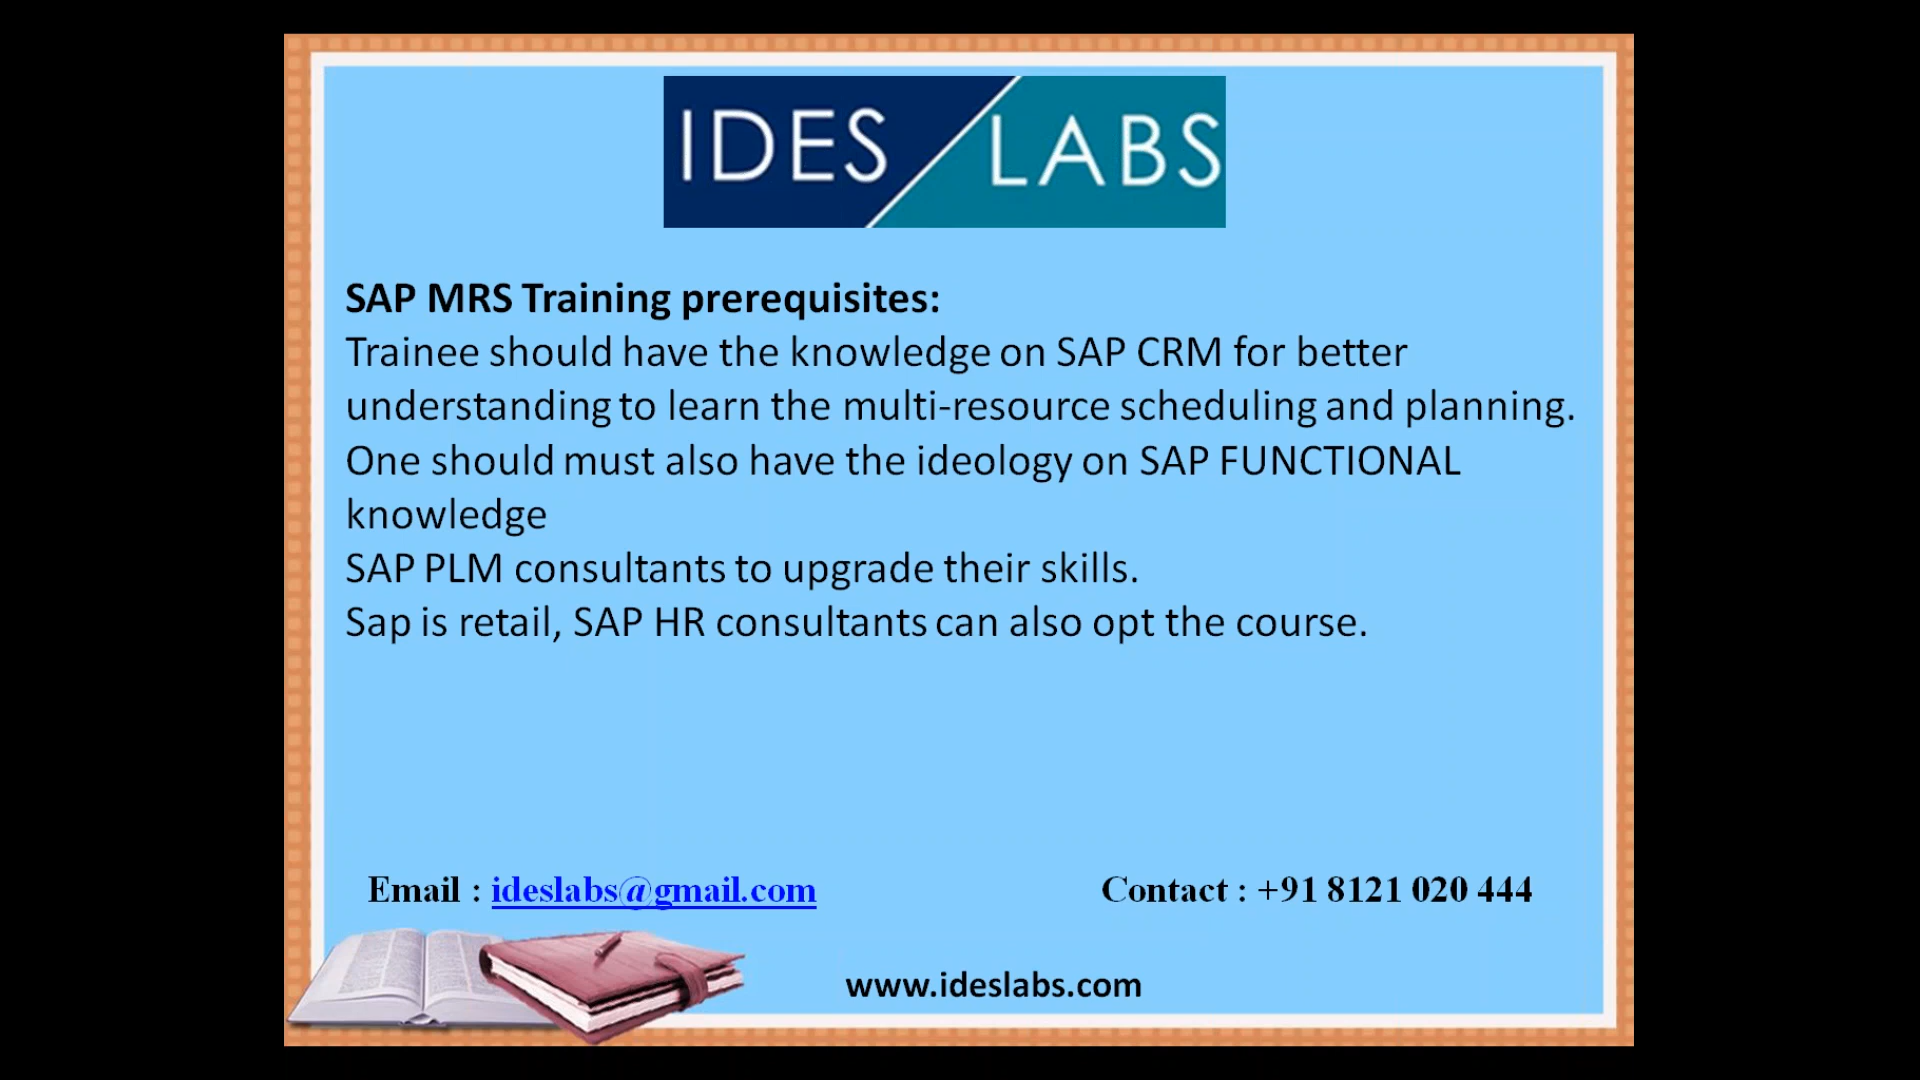 IDES LABS
SAP MRS Training prerequisites:
Trainee should have the knowledge on SAP CRM for better
understanding to learn the multi-resource scheduling and planning.
One should must also have the ideology on SAP FUNCTIONAL
knowledge
SAP PLM consultants to upgrade their skills.
Sap is retail, SAP HR consultants can also opt the course.
Email : ideslabs@gmail.com Contact : +91 8121 020 444
www.ideslabs.com